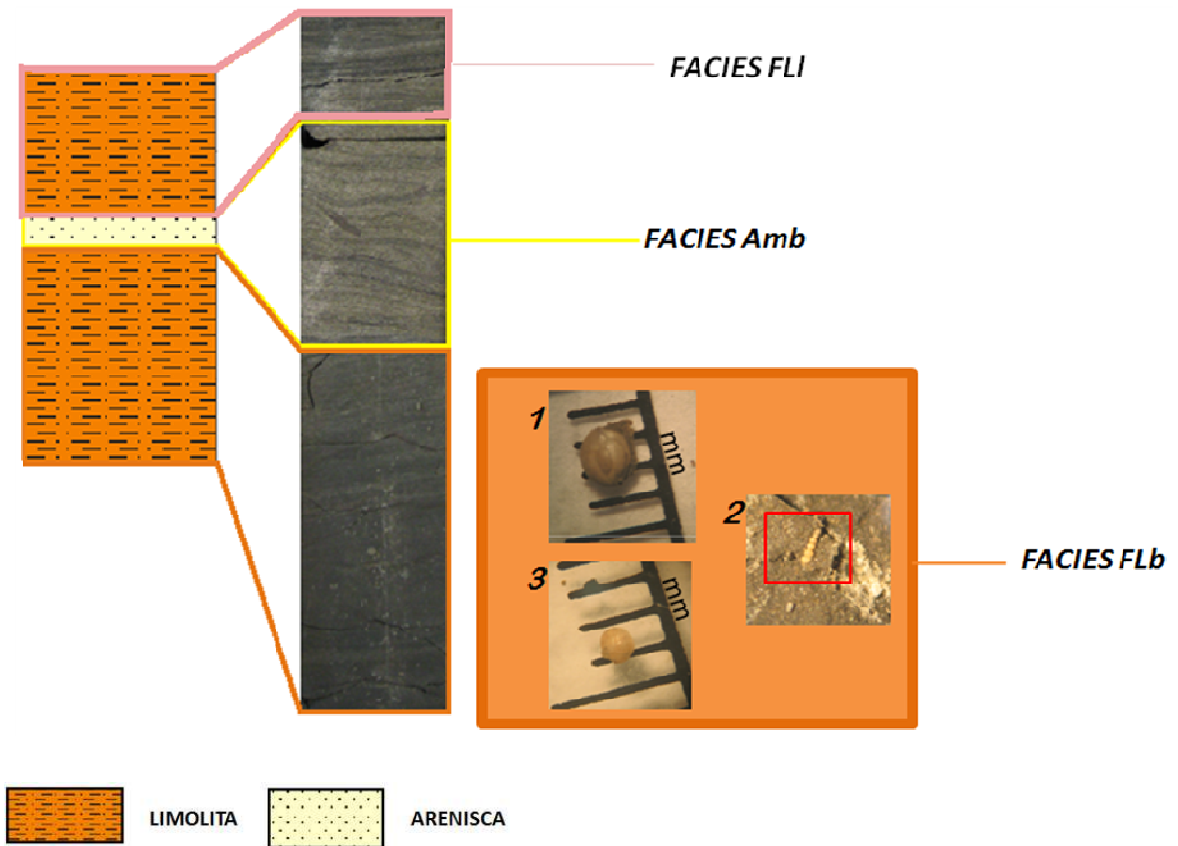 FACIES FLl
FACIES Amb
1
mm
2
3
mm
FACIES FLb
LIMOLITA
ARENISCA